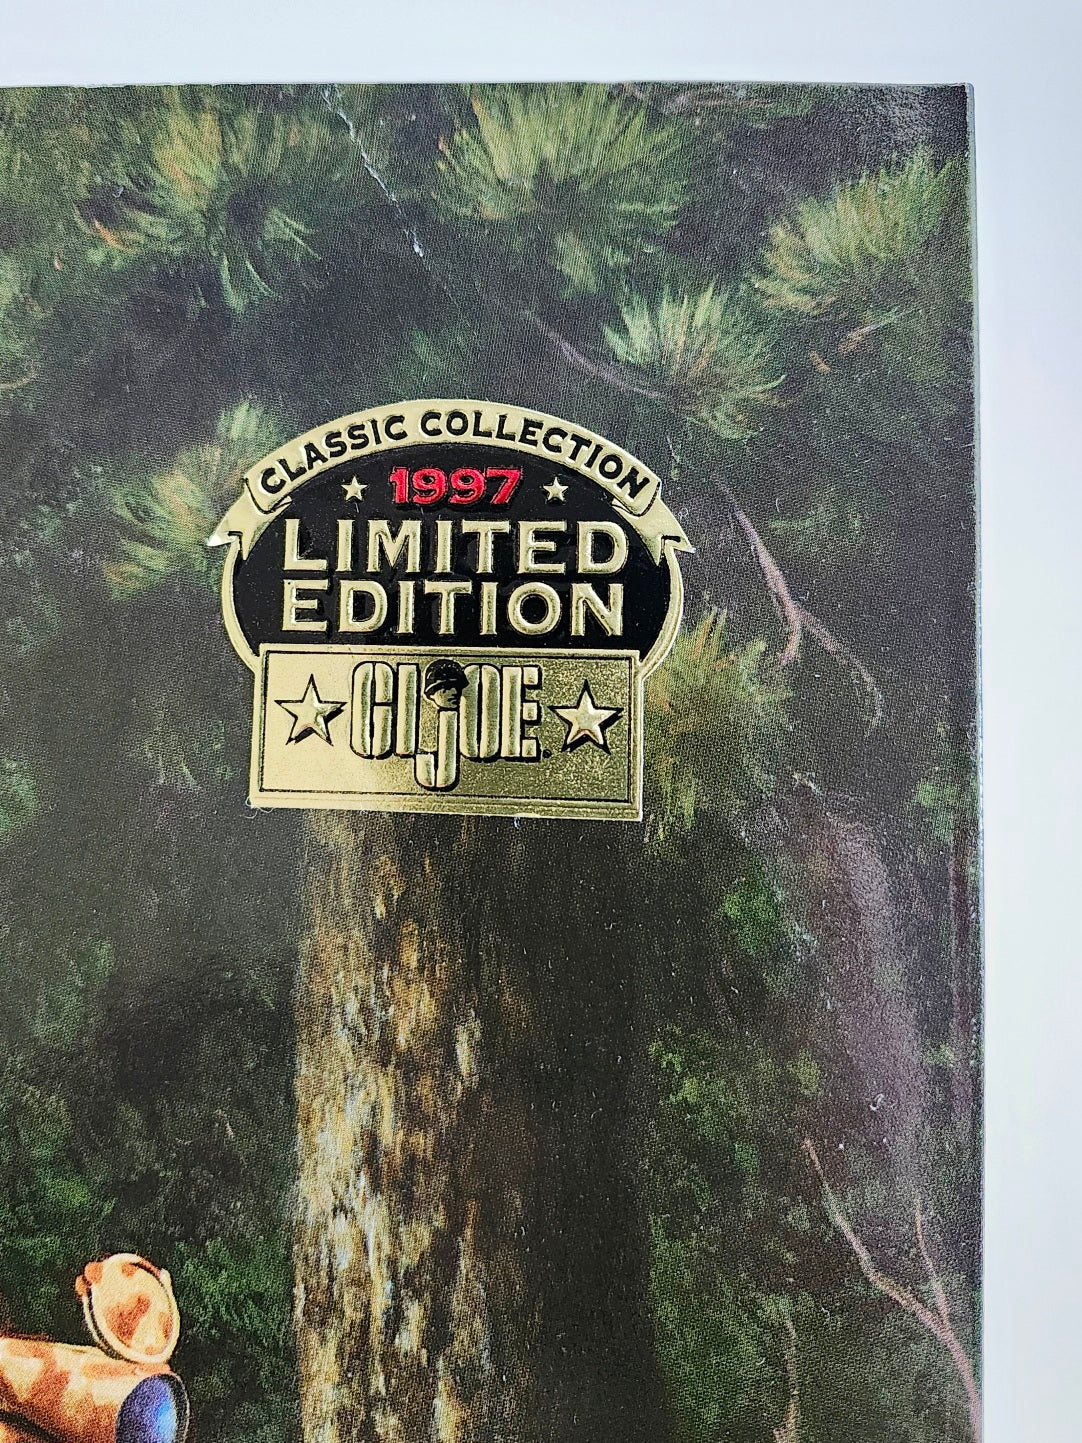 CLASSIC COLLECTION
1997
LIMITED
EDITION
GI JOE